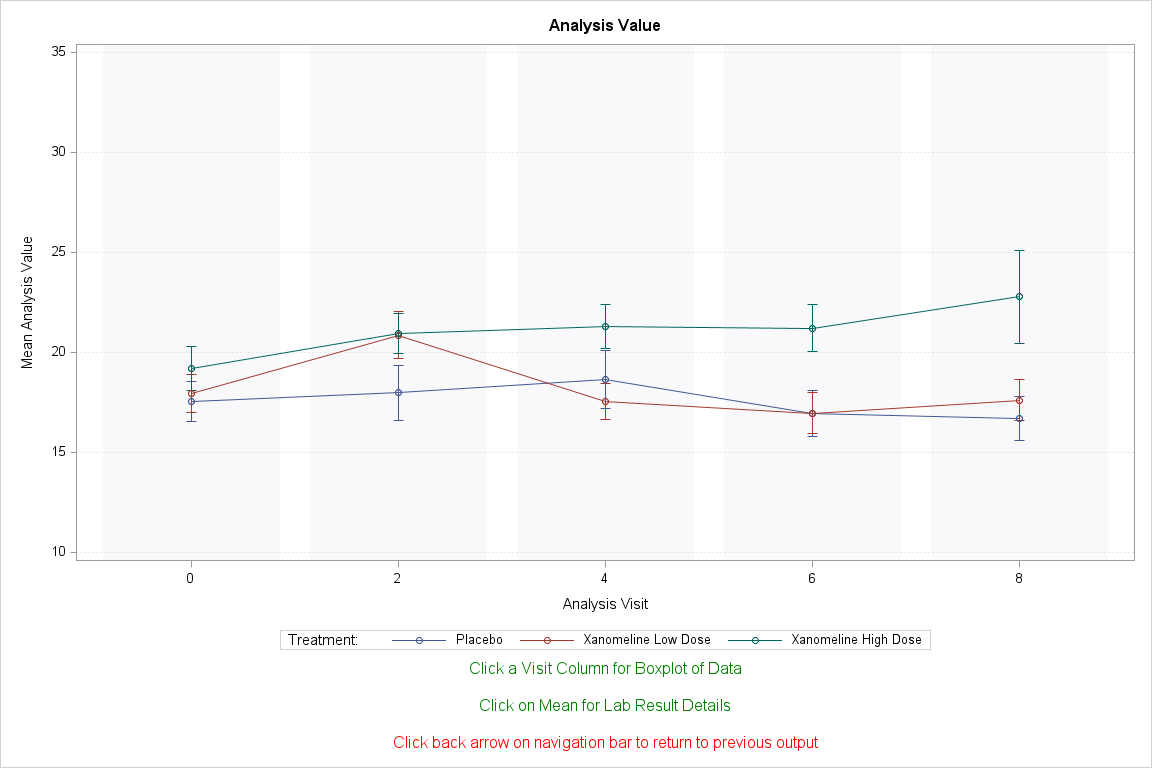 Analysis Value
35
30
25
20
15
10
Mean Analysis Value
0 2 4 6 8
Analysis Visit
Treatment: Placebo Xanomeline Low Dose Xanomeline High Dose
Click a Visit Column for Boxplot of Data
Click on Mean for Lab Result Details
Click back arrow on navigation bar to return to previous output